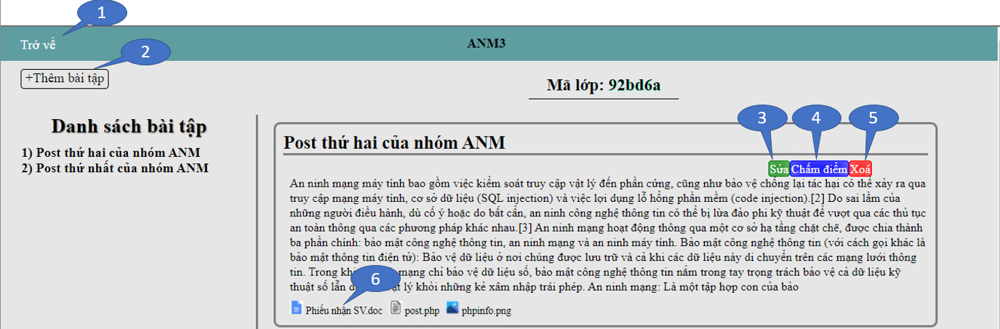 1
Trở về
ANM3
2
+Thêm bài tập
Mã lớp: 92bd6a
Danh sách bài tập
1) Post thứ hai của nhóm ANM
2) Post thứ nhất của nhóm ANM
3
4
5
Post thứ hai của nhóm ANM
Sửa Chấm điểm Xoá
An ninh mạng máy tính bao gồm việc kiểm soát truy cập vật lý đến phần cứng, cũng như bảo vệ chống lại tác hại có thể xảy ra qua
truy cập mạng máy tính, cơ sở dữ liệu (SQL injection) và việc lợi dụng lỗ hổng phần mềm (code injection).[2] Do sai lầm của
những người điều hành, dù cố ý hoặc do bất cẩn, an ninh công nghệ thông tin có thể bị lừa đảo phi kỹ thuật để vượt qua các thủ tục
an toàn thông qua các phương pháp khác nhau.[3] An ninh mạng hoạt động thông qua một cơ sở hạ tầng chặt chẽ, được chia thành
ba phần chính: bảo mật công nghệ thông tin, an ninh mạng và an ninh máy tính. Bảo mật công nghệ thông tin (với cách gọi khác là
bảo mật thông tin điện tử): Bảo vệ dữ liệu ở nơi chúng được lưu trữ và cả khi các dữ liệu này di chuyển trên các mạng lưới thông
tin. Trong khi mạng chỉ bảo vệ dữ liệu số, bảo mật công nghệ thông tin nắm trong tay trọng trách bảo vệ cả dữ liệu kỹ
thuật số lẫn lý khỏi những kẻ xâm nhập trái phép. An ninh mạng: Là một tập hợp con của bảo
6
Phiếu nhận SV.doc post.php phpinfo.png